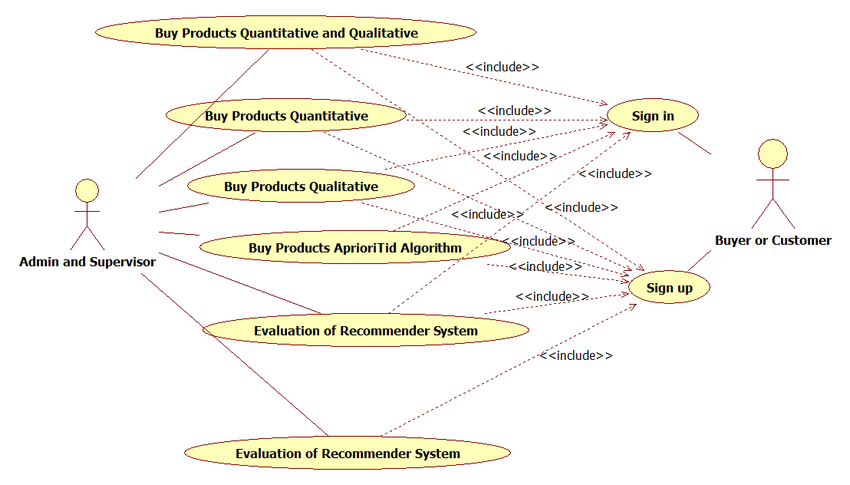 Buy Products Quantitative and Qualitative
<<include>>
Buy Products Quantitative
<<include>>
Sign in
<<include>>
<<include>>
<<include>>
Buy Products Qualitative
<<include>>
<<include>>
Buy Products AprioriTid Algorithm
<<include>>
Buyer or Customer
Admin and Supervisor
<<include>>
Sign up
<<include>>
Evaluation of Recommender System
<<include>>
Evaluation of Recommender System